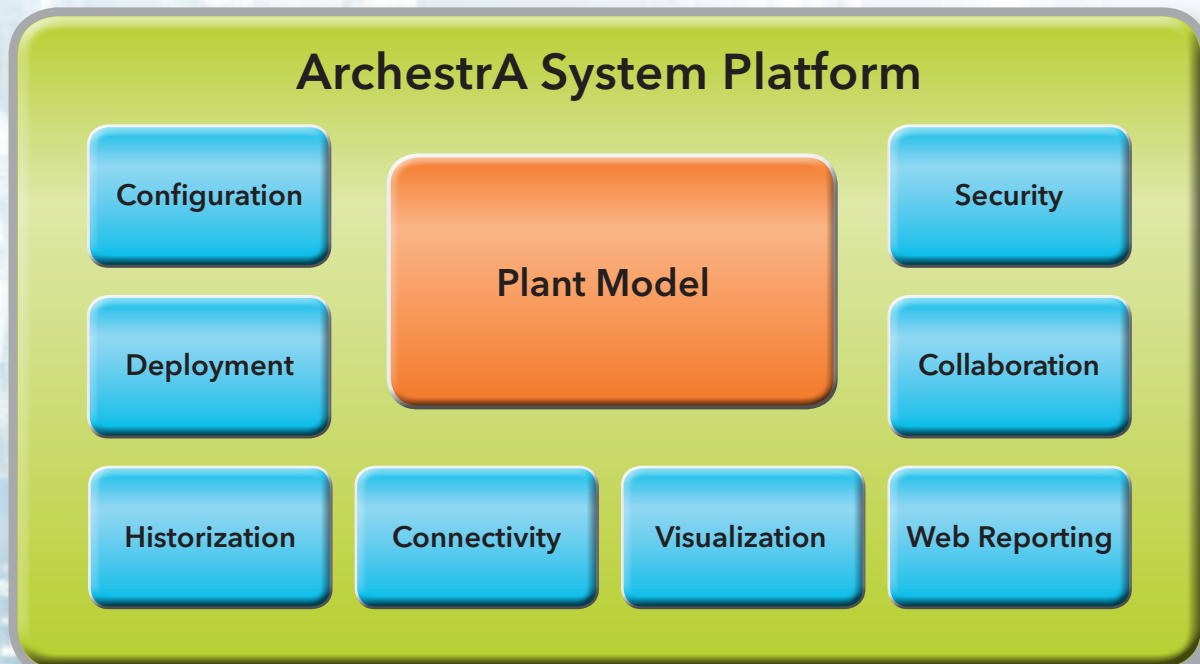 ArchestrA System Platform
Configuration
Plant Model
Security
Deployment
Collaboration
Historization
Connectivity
Visualization
Web Reporting